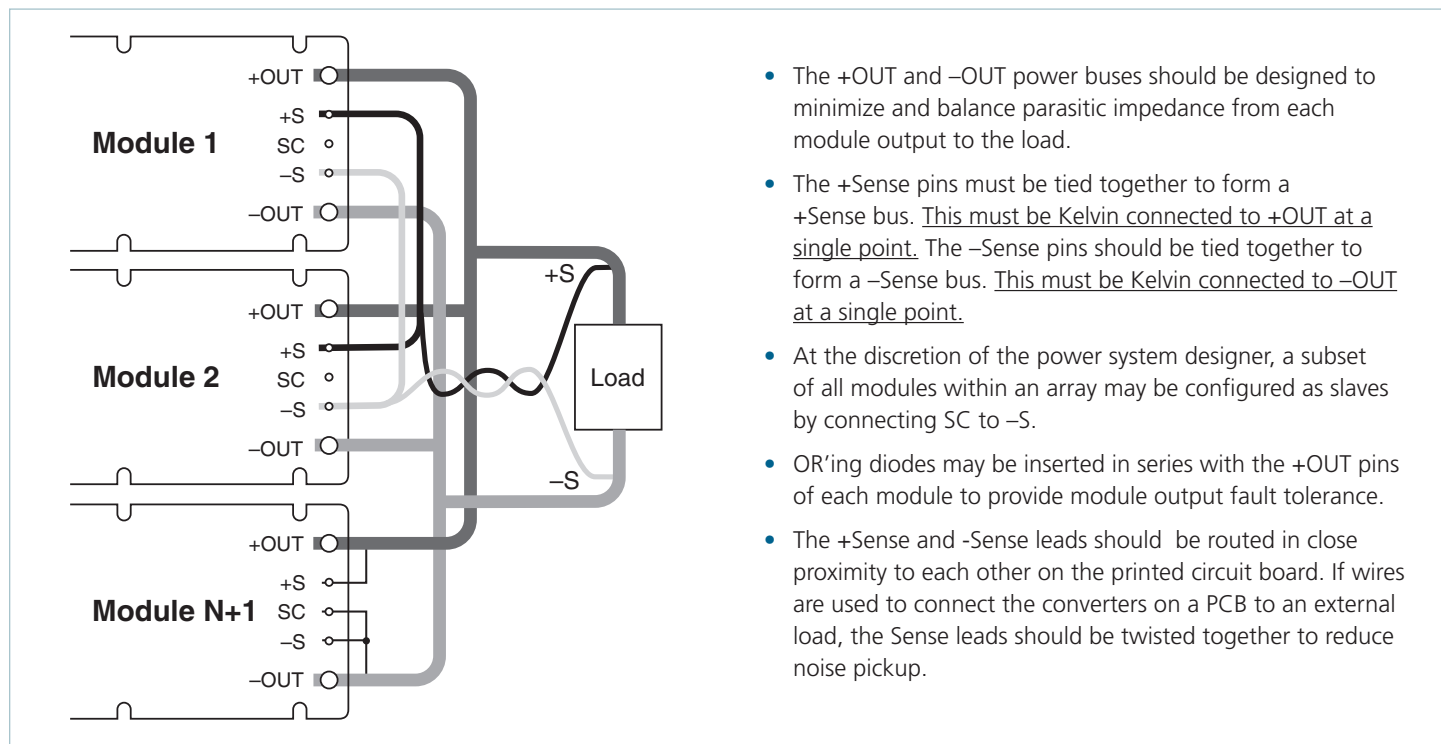 +OUT
+S
Module 1
SC
–S
–OUT
+OUT
+S
Module 2
SC
–S
–OUT
+OUT
+S
Module N+1
SC
–S
–OUT
+S
Load
–S
• The +OUT and –OUT power buses should be designed to
minimize and balance parasitic impedance from each
module output to the load.
• The +Sense pins must be tied together to form a
+Sense bus. This must be Kelvin connected to +OUT at a
single point. The –Sense pins should be tied together to
form a –Sense bus. This must be Kelvin connected to –OUT
at a single point.
• At the discretion of the power system designer, a subset
of all modules within an array may be configured as slaves
by connecting SC to –S.
• OR’ing diodes may be inserted in series with the +OUT pins
of each module to provide module output fault tolerance.
• The +Sense and -Sense leads should be routed in close
proximity to each other on the printed circuit board. If wires
are used to connect the converters on a PCB to an external
load, the Sense leads should be twisted together to reduce
noise pickup.